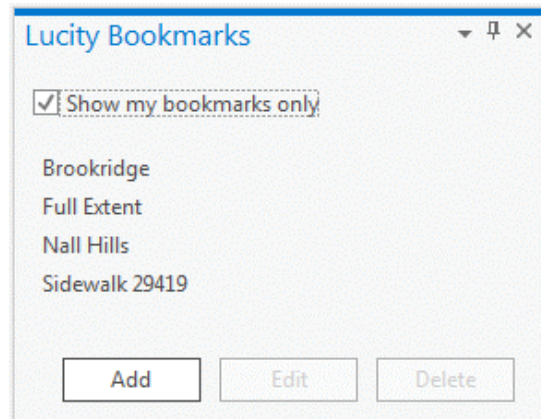 Lucity Bookmarks
Show my bookmarks only
Brookridge
Full Extent
Nall Hills
Sidewalk 29419
Add Edit Delete